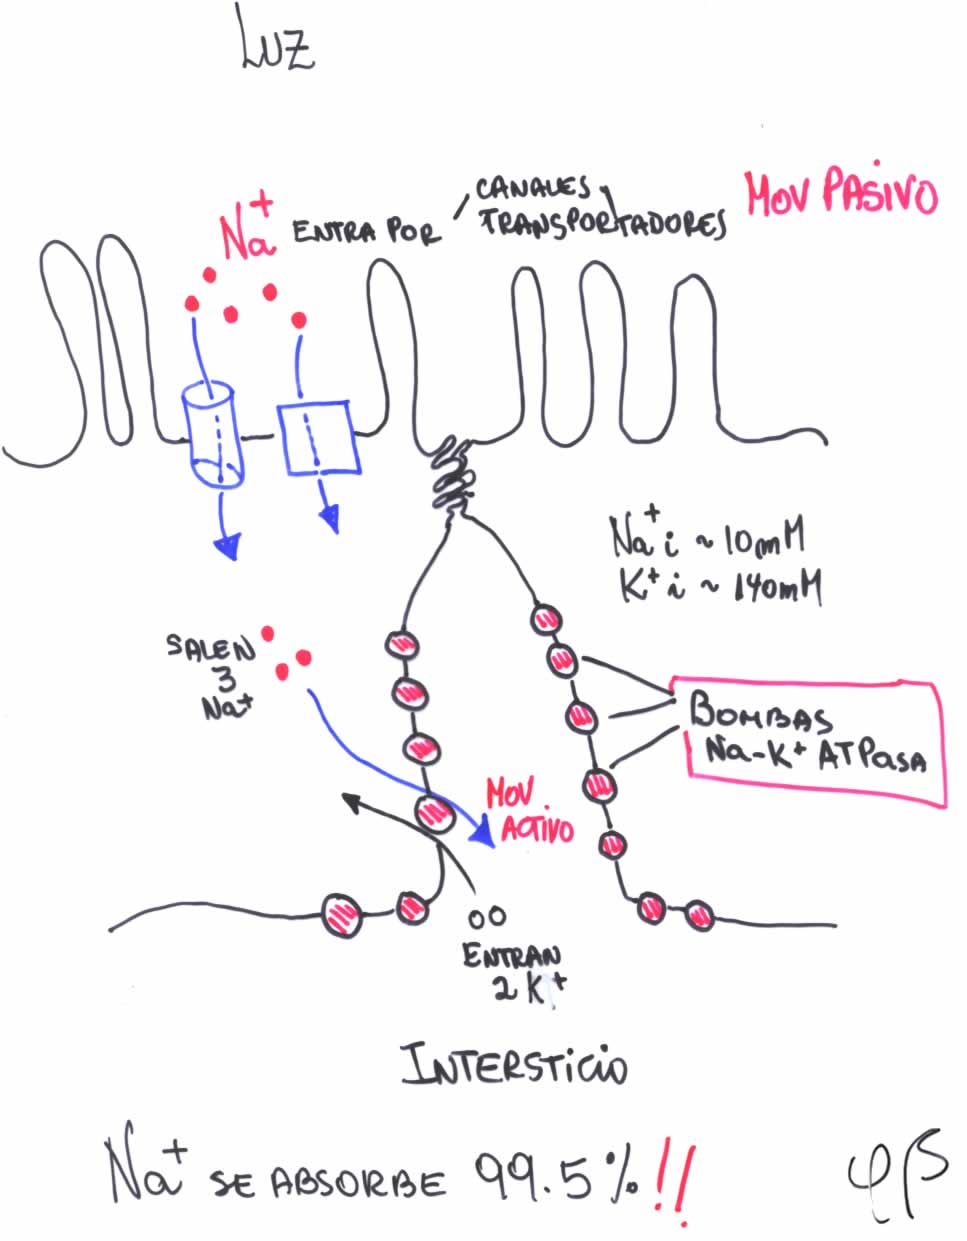 LUZ
MOV PASIVO
Na+ ENTRA POR / CANALES
TRANSPORTADORES
Na+i ~ 10mM
K+i ~ 140mM
SALEN
3
Na+
BOMBAS
Na-K+ ATPasa
MOV
ACTIVO
ENTRAN
2 K+
INTERSTICIO
Na+ SE ABSORBE 99.5%!!